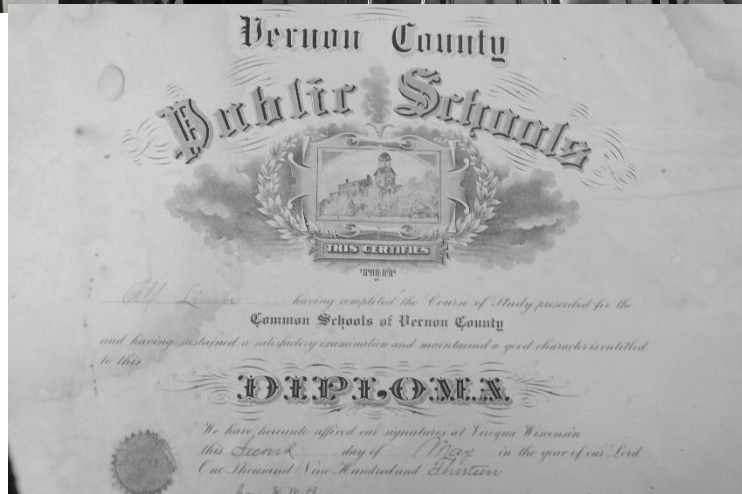 Vernon County
Public Schools
THIS CERTIFIES
THAT
having completed the Course of Study prescribed for the
Common Schools of Vernon County
and having sustained a satisfactory examination and maintained a good character is entitled
to this
DIPLOMA.
We have hereunto affixed our signatures at Viroqua Wisconsin
this Second day of May in the year of our Lord
One Thousand Nine Hundred and Thirteen